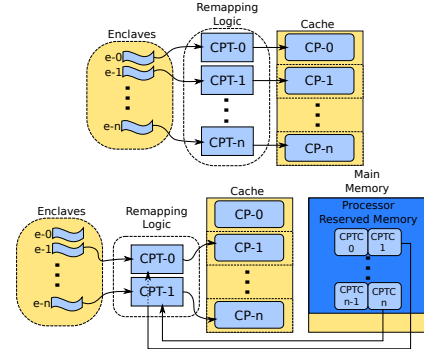 Remapping
Logic
Enclaves
Cache
e-0
CPT-0
CP-0
e-1
CPT-1
CP-1
e-n
CPT-n
CP-n
Main
Memory
Enclaves
Remapping
Logic
Cache
Processor
Reserved Memory
e-0
CP-0
e-1
CPT-0
CP-1
CPTC
0
CPTC
1
e-n
CPT-1
CP-n
CPTC
n-1
CPTC
n